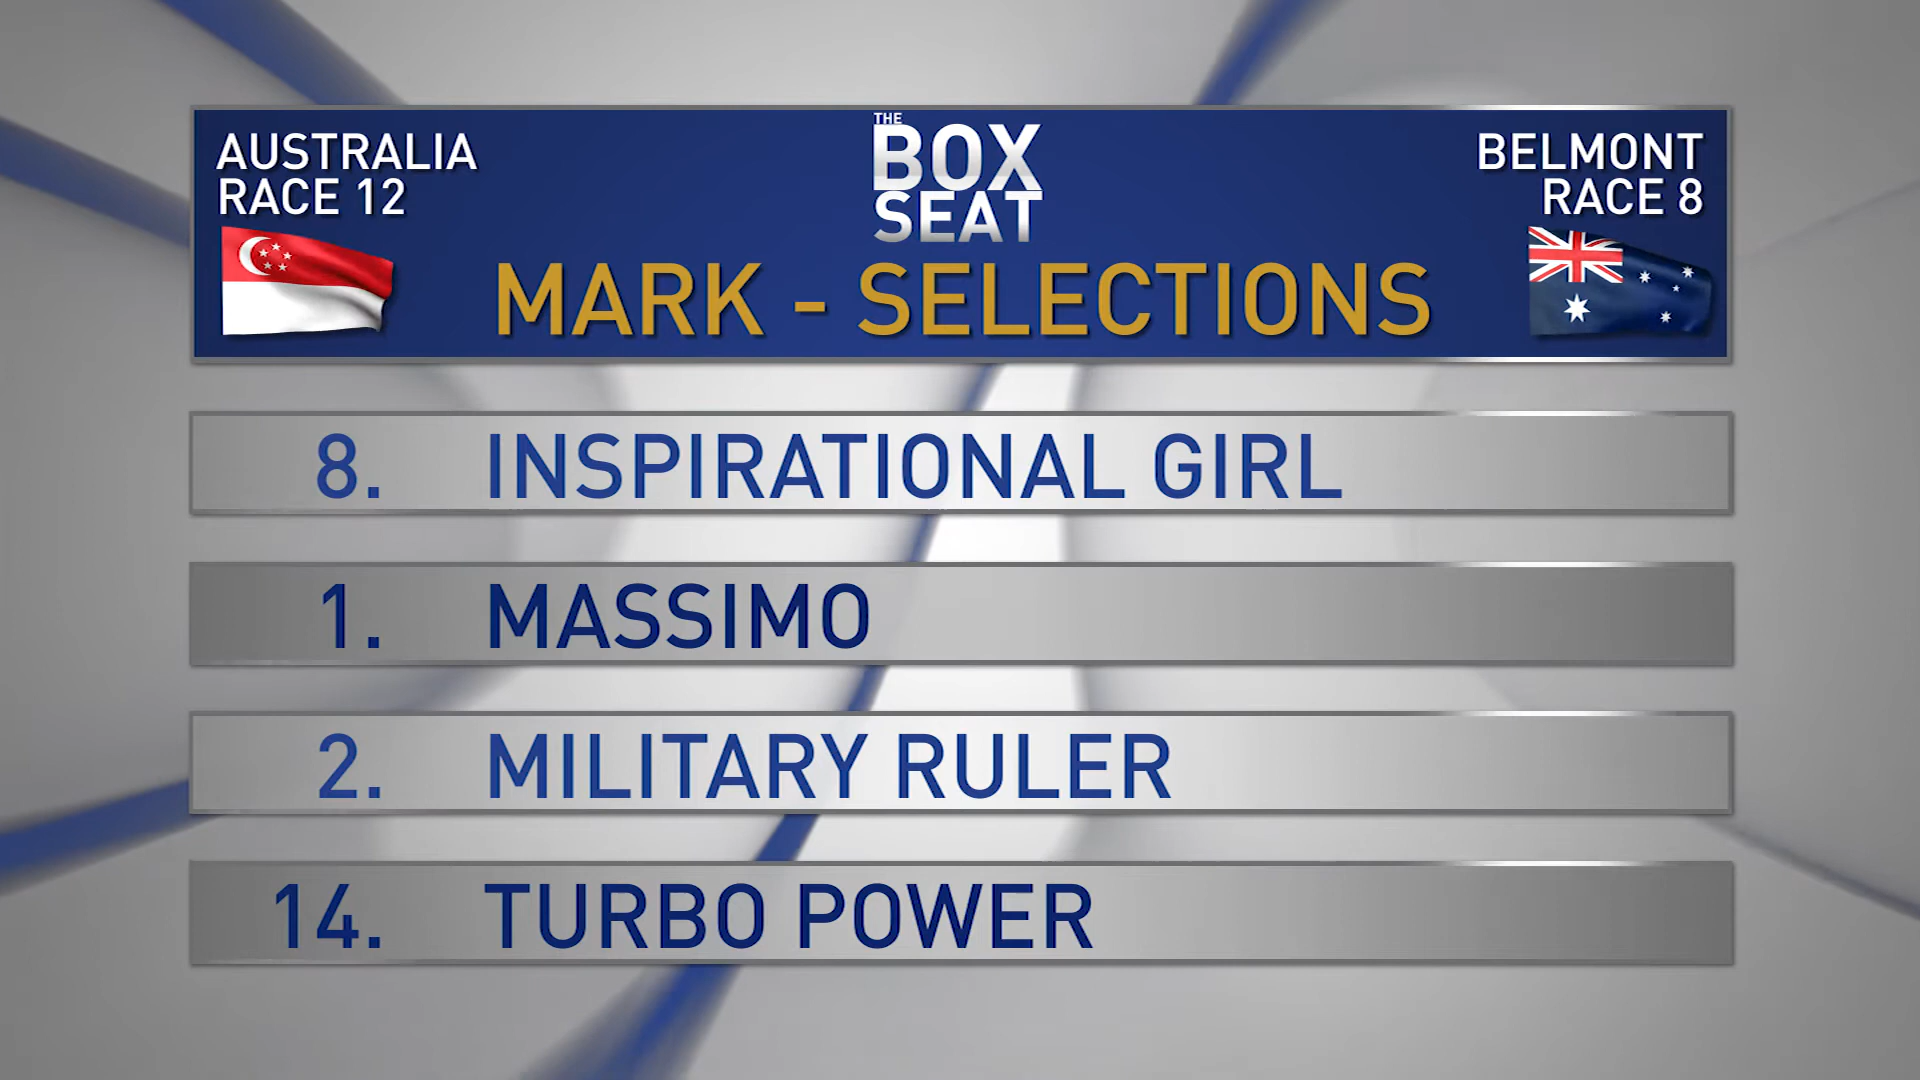 AUSTRALIA
RACE 12
THE
BOX
SEAT
BELMONT
RACE 8
MARK - SELECTIONS
8. INSPIRATIONAL GIRL
1. MASSIMO
2. MILITARY RULER
14. TURBO POWER